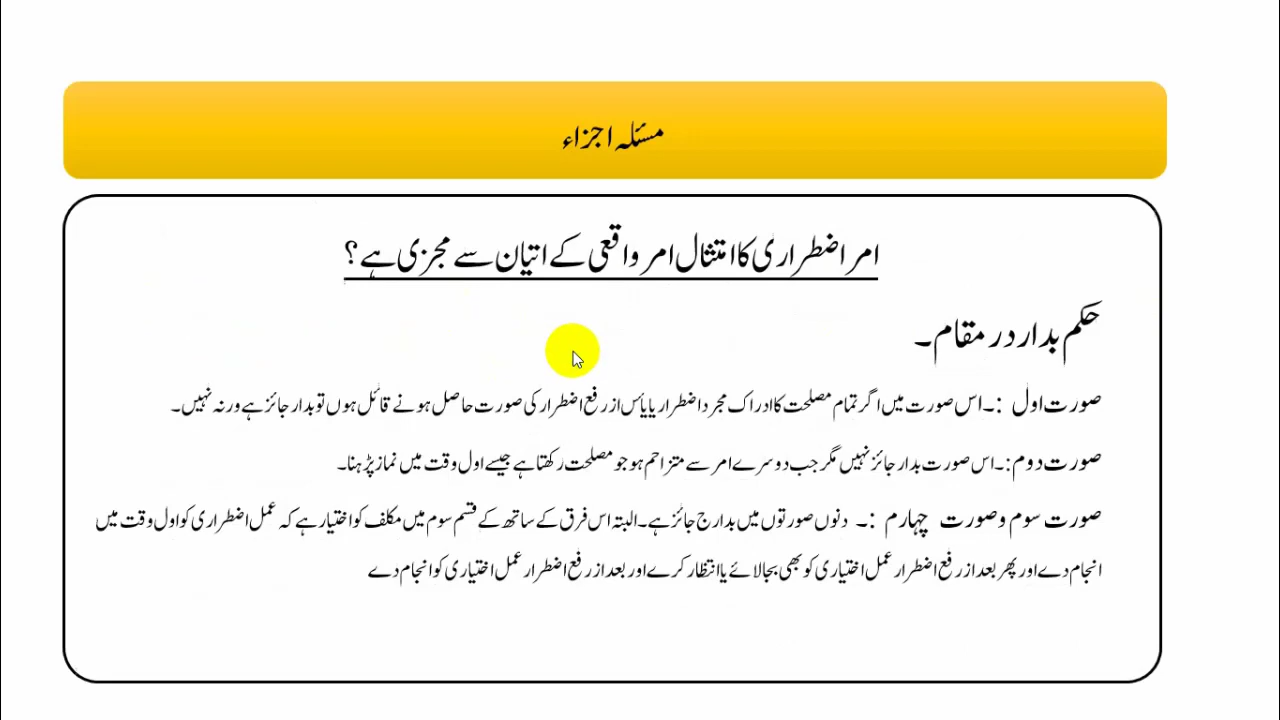 مسئلہ اجزاء
امر اضطراری کا امتثال امر واقعی کے اتیان سے مجزی ہے ؟
حکم بدار در مقام۔
صورت اول :۔ اس صورت میں اگر تمام مصلحت کا ادراک مجرد اضطرار یا یأس از رفع اضطرار کی صورت حاصل ہونے قائل ہوں تو بدار جائز ہے ورنہ نہیں۔
صورت دوم:۔ اس صورت بدار جائز نہیں مگر جب دوسرے امر سے متزاحم ہو جو مصلحت رکھتا ہے جیسے اول وقت میں نماز پڑہنا۔
صورت سوم وصورت چہارم :۔ دنوں صورتوں میں بدارج جائز ہے۔ البتہ اس فرق کے ساتھ کے قسم سوم میں مکلف کو اختیار ہے کہ عمل اضطراری کو اول وقت میں
انجام دے اور پھر بعد از رفع اضطرار عمل اختیاری کو بھی بجالائے یا انتظار کرے اور بعد از رفع اضطرار عمل اختیاری کو انجام دے